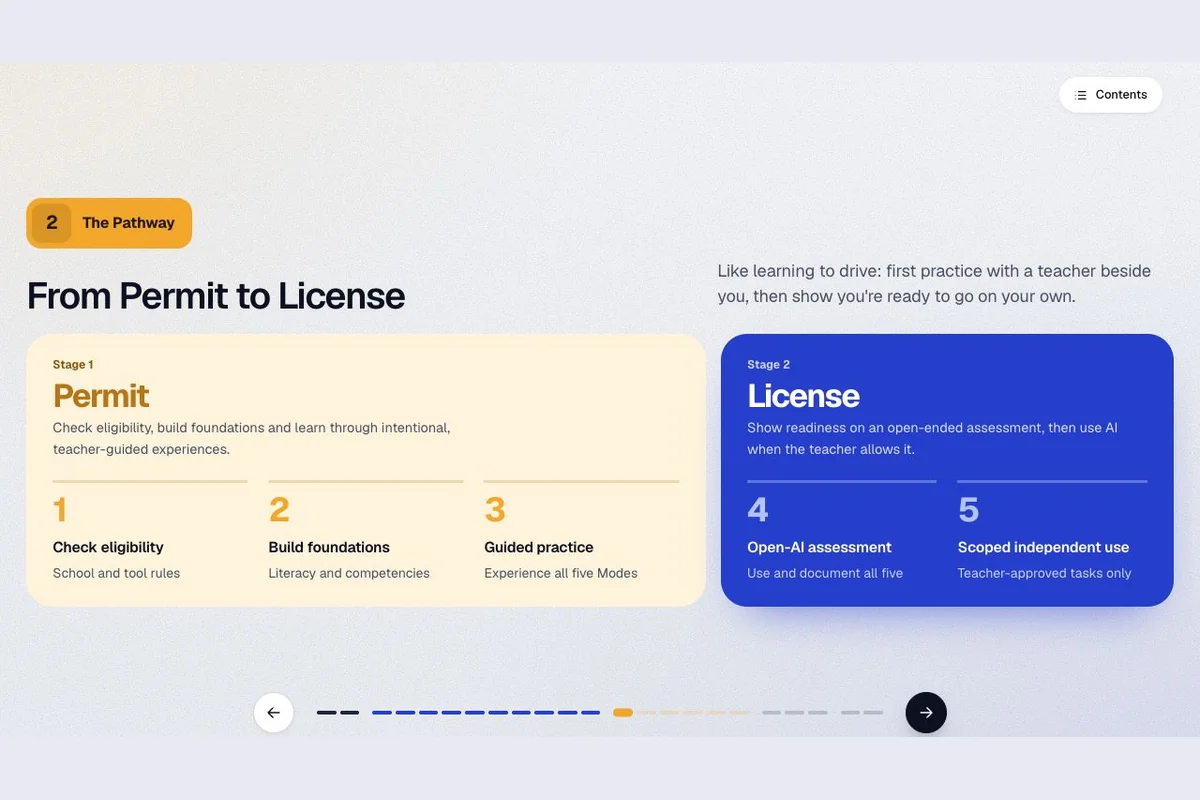 Contents
2
The Pathway
From Permit to License
Like learning to drive: first practice with a teacher beside
you, then show you're ready to go on your own.
Stage 1
Permit
Check eligibility, build foundations and learn through intentional,
teacher-guided experiences.
1
Check eligibility
School and tool rules
2
Build foundations
Literacy and competencies
3
Guided practice
Experience all five Modes
Stage 2
License
Show readiness on an open-ended assessment, then use AI
when the teacher allows it.
4
Open-AI assessment
Use and document all five
5
Scoped independent use
Teacher-approved tasks only